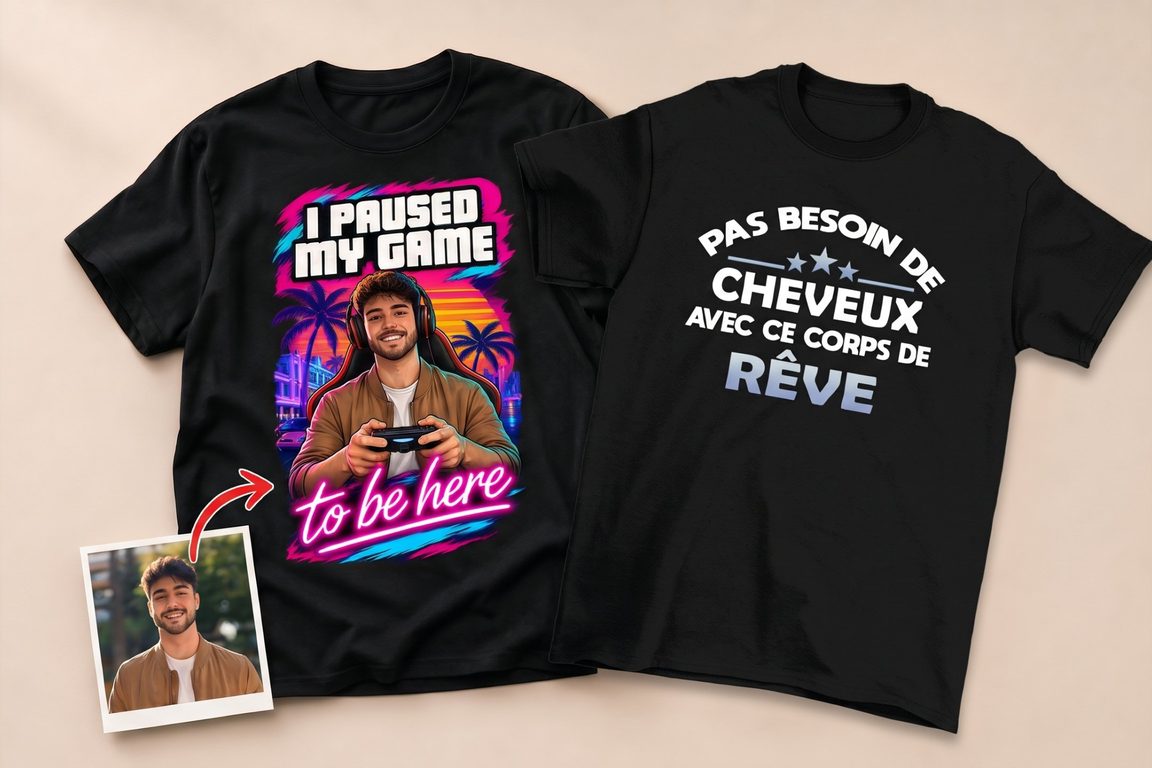 I PAUSED
MY GAME
to be here
PAS BESOIN DE
CHEVEUX
AVEC CE CORPS DE
RÊVE